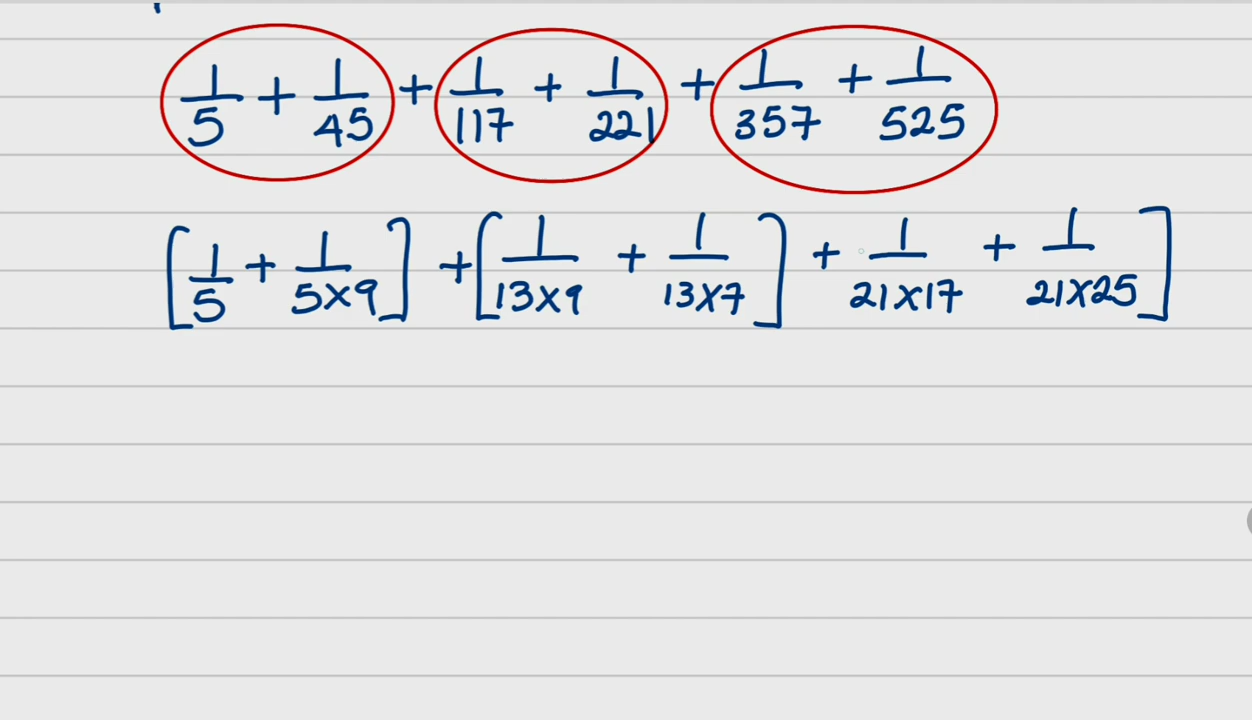 1/5 + 1/45 + 1/117 + 1/221 + 1/357 + 1/525
[1/5 + 1/5×9] + [1/13×9 + 1/13×7] + 1/21×17 + 1/21×25]